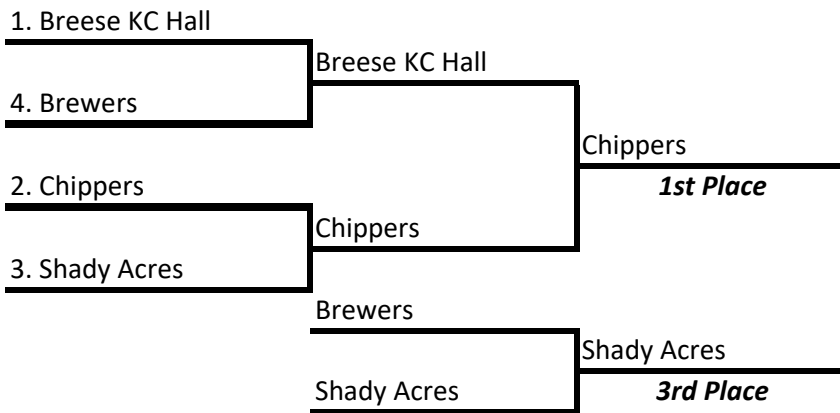 1. Breese KC Hall
Breese KC Hall
4. Brewers
Chippers
1st Place
2. Chippers
Chippers
3. Shady Acres
Brewers
Shady Acres
3rd Place
Shady Acres